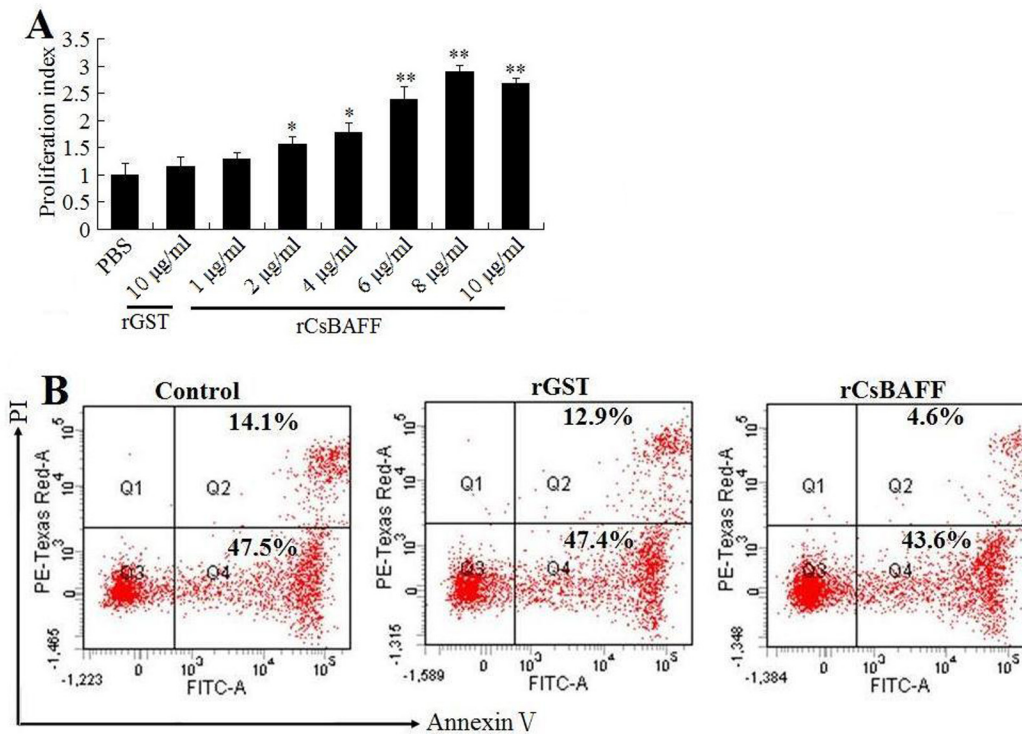 A
Proliferation index
3.5
3
2.5
2
1.5
1
0.5
0
* * ** ** **
PBS 10 µg/ml 1 µg/ml 2 µg/ml 4 µg/ml 6 µg/ml 8 µg/ml 10 µg/ml
rGST rCsBAFF
B
PI
Control
14.1%
Q1 Q2
47.5%
Q3 Q4
PE-Texas Red-A
10^5
10^4
10^3
0
-1,465
-1,223 0 10^3 10^4 10^5
FITC-A
rGST
12.9%
Q1 Q2
47.4%
Q3 Q4
PE-Texas Red-A
10^5
10^4
10^3
0
-1,315
-1,589 0 10^3 10^4 10^5
FITC-A
rCsBAFF
4.6%
Q1 Q2
43.6%
Q3 Q4
PE-Texas Red-A
10^5
10^4
10^3
0
-1,348
-1,384 0 10^3 10^4 10^5
FITC-A
Annexin V